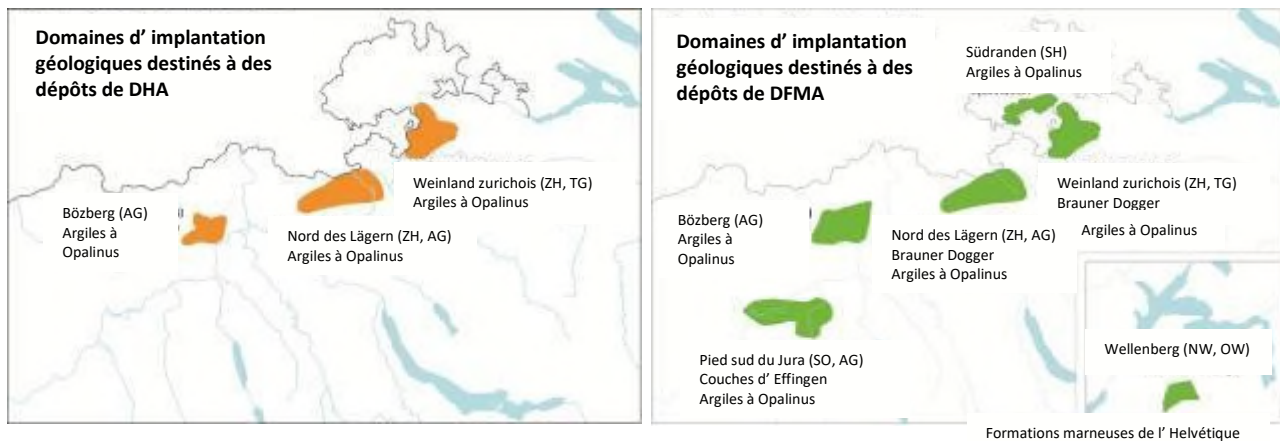 Domaines d’ implantation
géologiques destinés à des
dépôts de DHA
Weinland zurichois (ZH, TG)
Argiles à Opalinus
Bözberg (AG)
Argiles à
Opalinus
Nord des Lägern (ZH, AG)
Argiles à Opalinus
Domaines d’ implantation
géologiques destinés à des
dépôts de DFMA
Südranden (SH)
Argiles à Opalinus
Weinland zurichois (ZH, TG)
Brauner Dogger
Argiles à Opalinus
Bözberg (AG)
Argiles à
Opalinus
Nord des Lägern (ZH, AG)
Brauner Dogger
Argiles à Opalinus
Pied sud du Jura (SO, AG)
Couches d’ Effingen
Argiles à Opalinus
Wellenberg (NW, OW)
Formations marneuses de l’ Helvétique